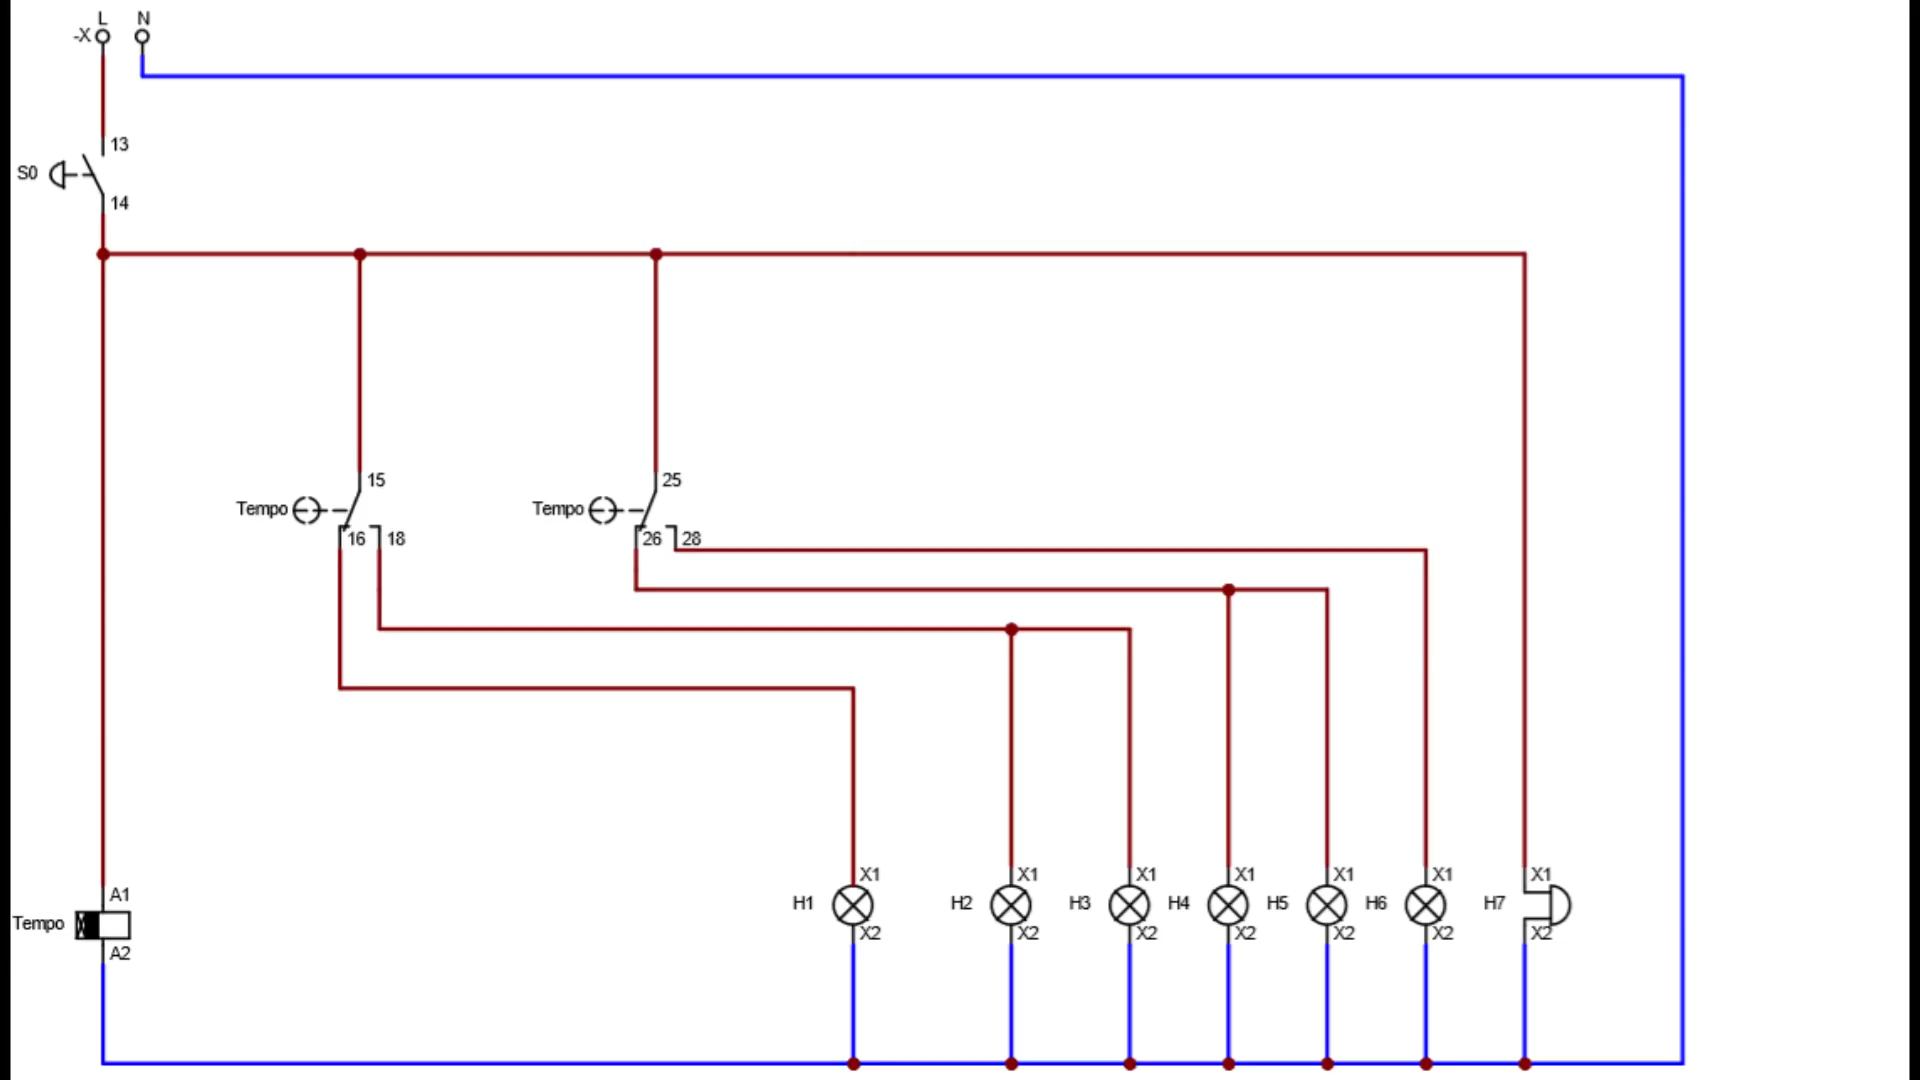 L N
-X
13
S0
14
15 25
Tempo Tempo
16 18 26 28
X1 X1 X1 X1 X1 X1 X1
A1
H1 H2 H3 H4 H5 H6 H7
Tempo
X2 X2 X2 X2 X2 X2 X2
A2